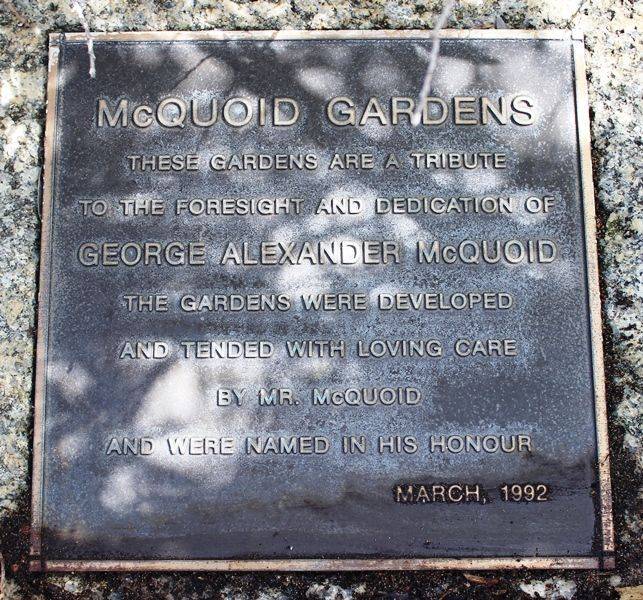 McQUOID GARDENS
THESE GARDENS ARE A TRIBUTE
TO THE FORESIGHT AND DEDICATION OF
GEORGE ALEXANDER McQUOID
THE GARDENS WERE DEVELOPED
AND TENDED WITH LOVING CARE
BY MR. McQUOID
AND WERE NAMED IN HIS HONOUR
MARCH, 1992